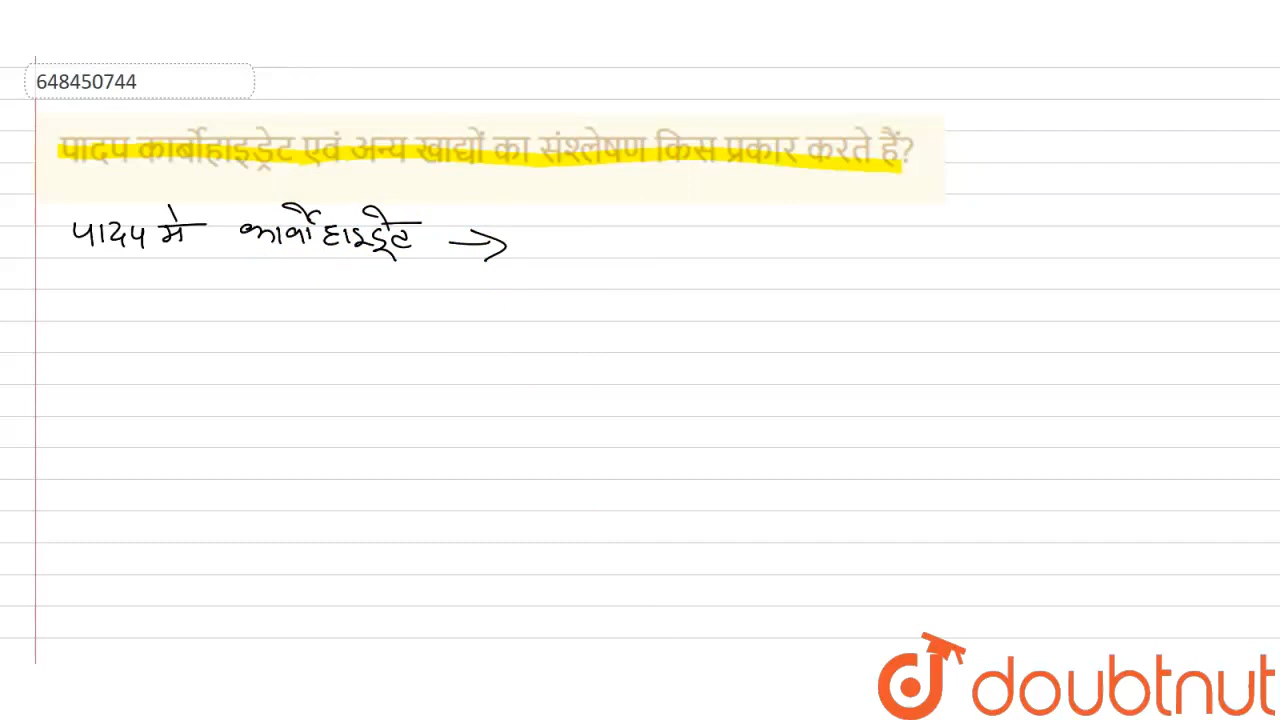 648450744
पादप कार्बोहाइड्रेट एवं अन्य खाद्यों का संश्लेषण किस प्रकार करते हैं?
पादप मे कार्बोहाइड्रेट →
doubtnut